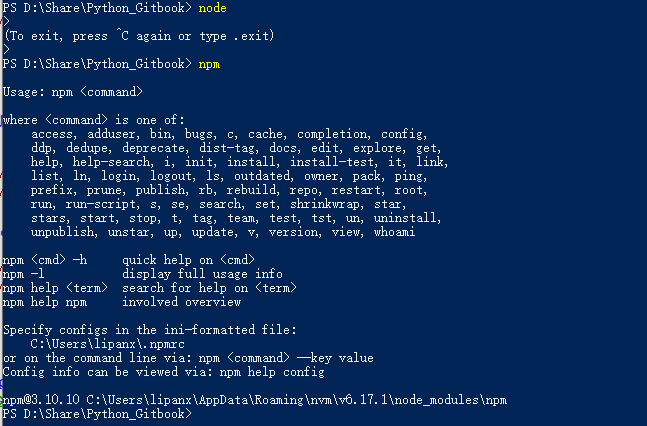 PS D:\Share\Python_Gitbook> node
>
(To exit, press ^C again or type .exit)
>
PS D:\Share\Python_Gitbook> npm
Usage: npm <command>
where <command> is one of:
access, adduser, bin, bugs, c, cache, completion, config,
ddp, dedupe, deprecate, dist-tag, docs, edit, explore, get,
help, help-search, i, init, install, install-test, it, link,
list, ln, login, logout, ls, outdated, owner, pack, ping,
prefix, prune, publish, rb, rebuild, repo, restart, root,
run, run-script, s, se, search, set, shrinkwrap, star,
stars, start, stop, t, tag, team, test, tst, un, uninstall,
unpublish, unstar, up, update, v, version, view, whoami
npm <cmd> -h quick help on <cmd>
npm -l display full usage info
npm help <term> search for help on <term>
npm help npm involved overview
Specify configs in the ini-formatted file:
C:\Users\lipanx\.npmrc
or on the command line via: npm <command> --key value
Config info can be viewed via: npm help config
npm@3.10.10 C:\Users\lipanx\AppData\Roaming\nvm\v6.17.1\node_modules\npm
PS D:\Share\Python_Gitbook>